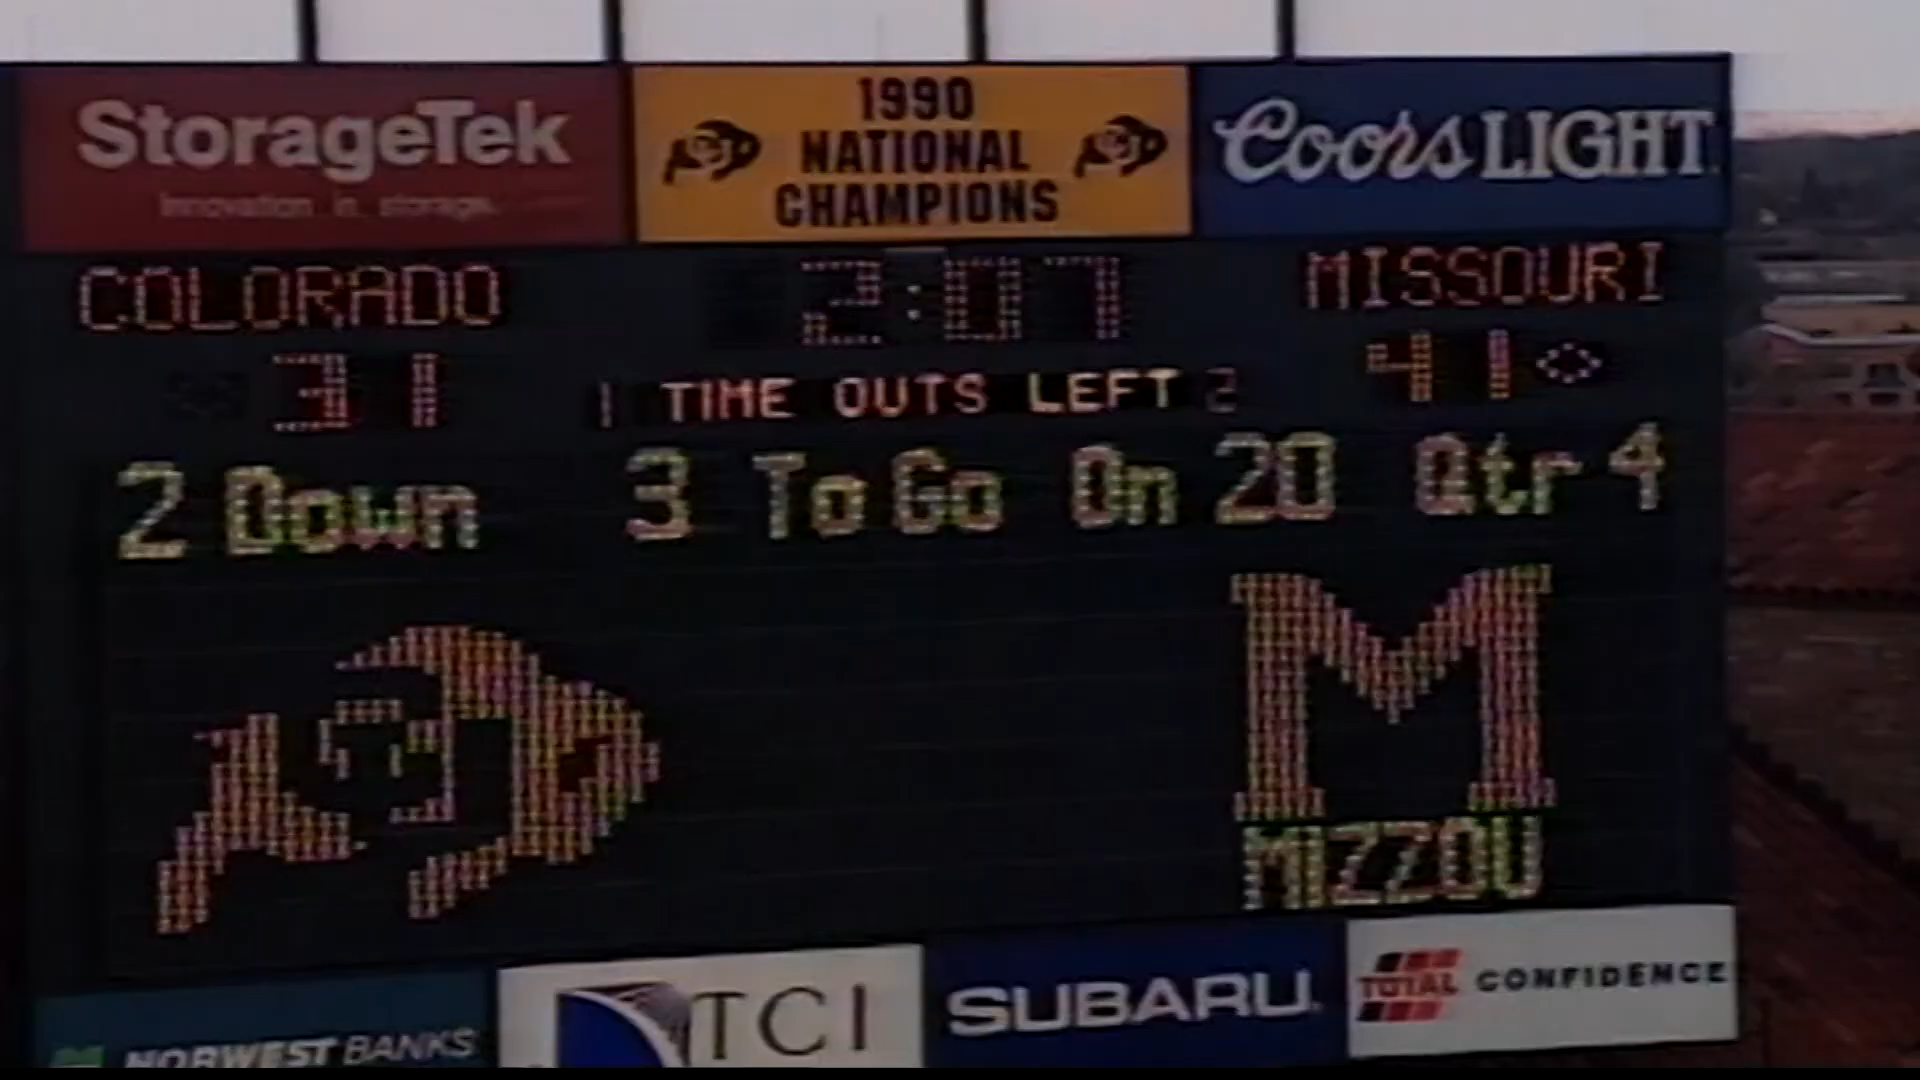 StorageTek
Innovation in storage.
1990
NATIONAL
CHAMPIONS
Coors LIGHT
COLORADO
2:07
MISSOURI
31
1 TIME OUTS LEFT 2
41
2 Down 3 To Go On 20 Qtr 4
M
MIZZOU
NORWEST BANKS
TCI
SUBARU
TOTAL CONFIDENCE